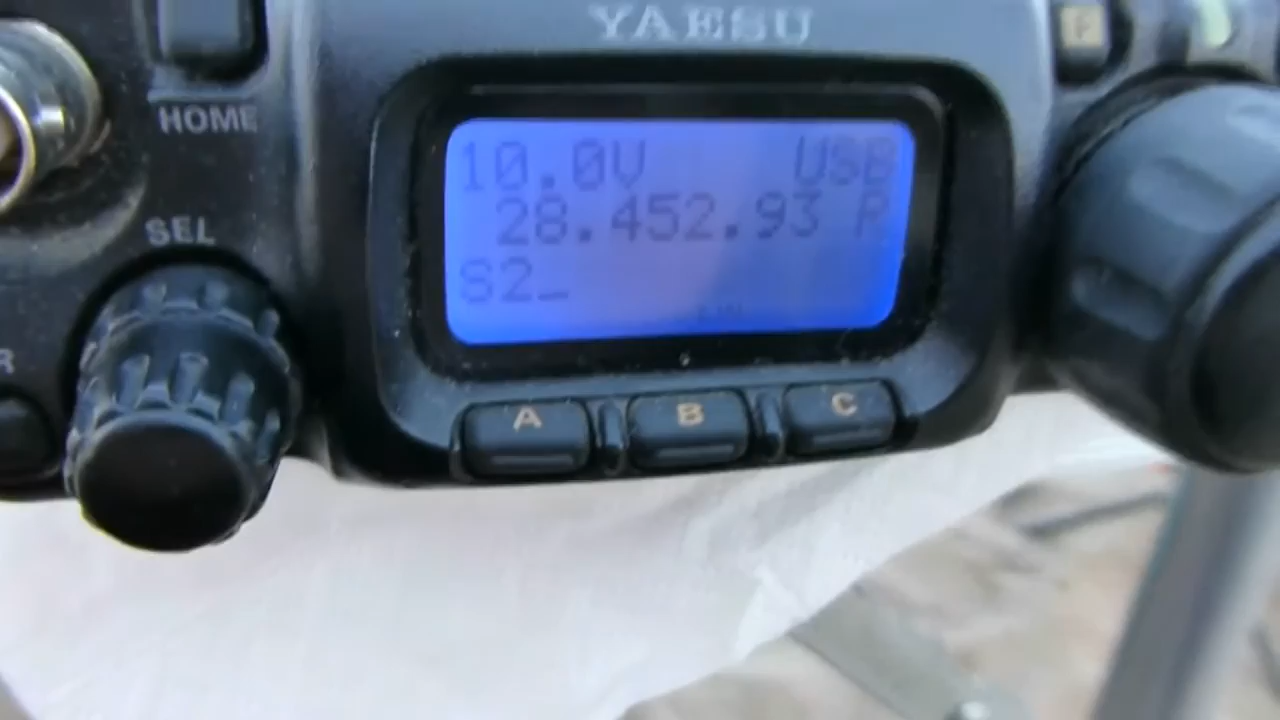 YAESU
HOME
10.0V USB
28.452.93 R
SEL
S2_
R
A B C
F